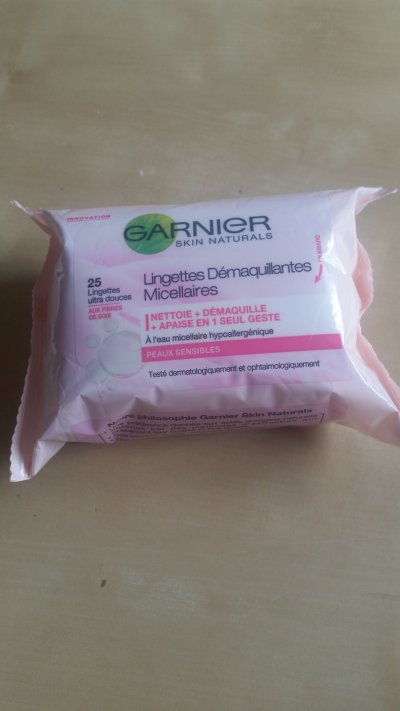 INNOVATION
GARNIER
SKIN NATURALS
OUVRIR
25
Lingettes
ultra douces
AUX FIBRES
DE SOIE
Lingettes Démaquillantes
Micellaires
NETTOIE + DÉMAQUILLE
+ APAISE EN 1 SEUL GESTE
À l'eau micellaire hypoallergénique
PEAUX SENSIBLES
Testé dermatologiquement et ophtalmologiquement
philosophie Garnier Skin Naturals